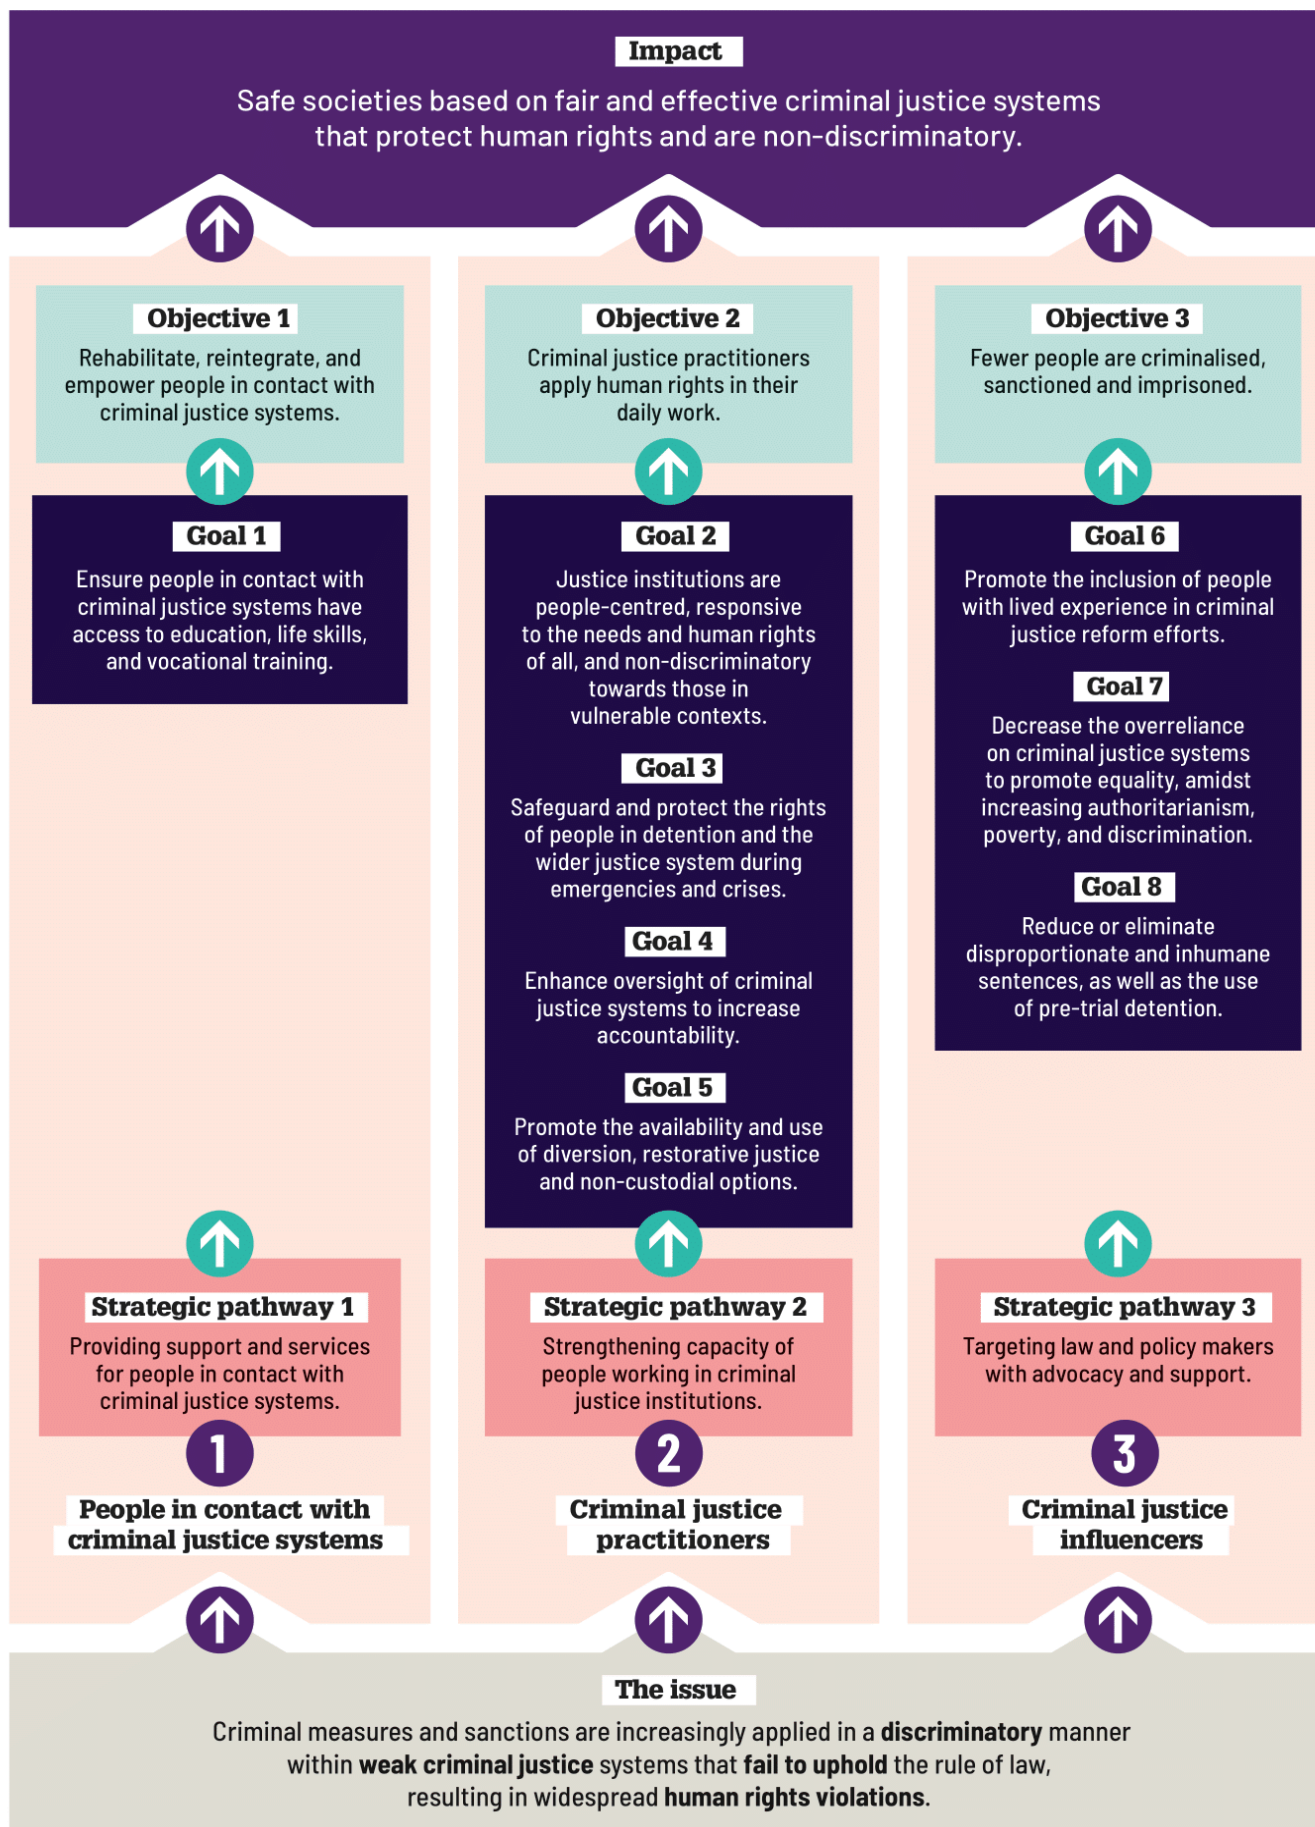 Impact
Safe societies based on fair and effective criminal justice systems
that protect human rights and are non-discriminatory.
Objective 1
Rehabilitate, reintegrate, and
empower people in contact with
criminal justice systems.
Goal 1
Ensure people in contact with
criminal justice systems have
access to education, life skills,
and vocational training.
Strategic pathway 1
Providing support and services
for people in contact with
criminal justice systems.
1
People in contact with
criminal justice systems
Objective 2
Criminal justice practitioners
apply human rights in their
daily work.
Goal 2
Justice institutions are
people-centred, responsive
to the needs and human rights
of all, and non-discriminatory
towards those in
vulnerable contexts.
Goal 3
Safeguard and protect the rights
of people in detention and the
wider justice system during
emergencies and crises.
Goal 4
Enhance oversight of criminal
justice systems to increase
accountability.
Goal 5
Promote the availability and use
of diversion, restorative justice
and non-custodial options.
Strategic pathway 2
Strengthening capacity of
people working in criminal
justice institutions.
2
Criminal justice
practitioners
Objective 3
Fewer people are criminalised,
sanctioned and imprisoned.
Goal 6
Promote the inclusion of people
with lived experience in criminal
justice reform efforts.
Goal 7
Decrease the overreliance
on criminal justice systems
to promote equality, amidst
increasing authoritarianism,
poverty, and discrimination.
Goal 8
Reduce or eliminate
disproportionate and inhumane
sentences, as well as the use
of pre-trial detention.
Strategic pathway 3
Targeting law and policy makers
with advocacy and support.
3
Criminal justice
influencers
The issue
Criminal measures and sanctions are increasingly applied in a discriminatory manner
within weak criminal justice systems that fail to uphold the rule of law,
resulting in widespread human rights violations.